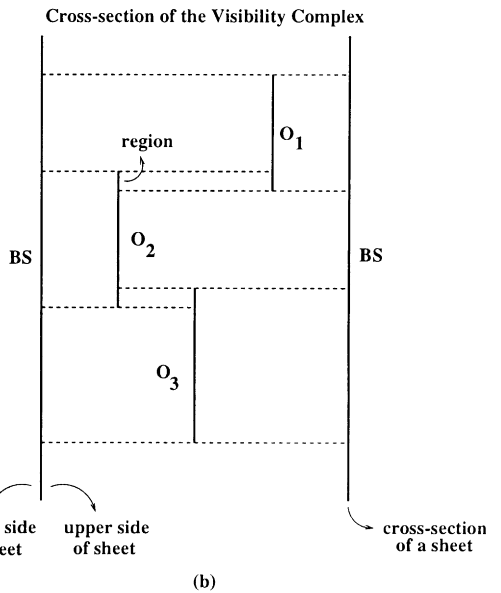 Cross-section of the Visibility Complex
O1
region
O2
BS
BS
O3
side
upper side
of sheet
cross-section
of a sheet
(b)